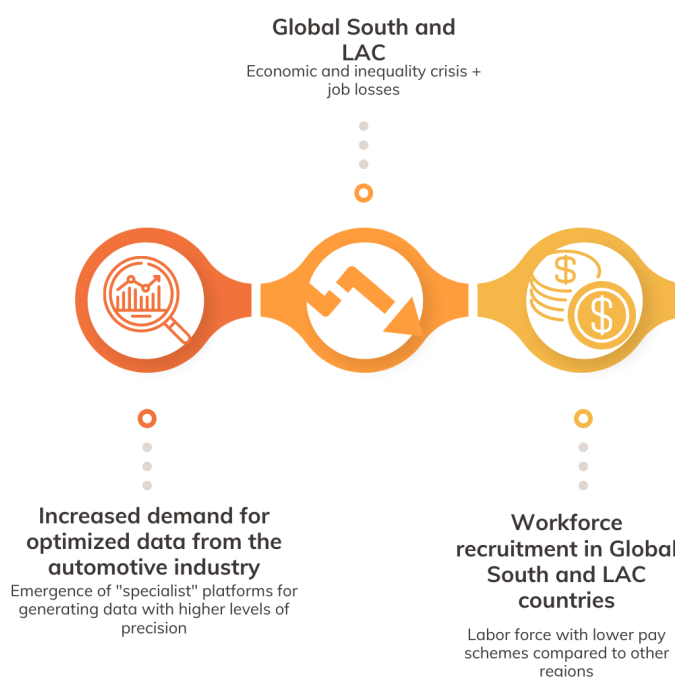 Global South and
LAC
Economic and inequality crisis +
job losses
$
$
Increased demand for
optimized data from the
automotive industry
Emergence of "specialist" platforms for
generating data with higher levels of
precision
Workforce
recruitment in Global
South and LAC
countries
Labor force with lower pay
schemes compared to other
regions